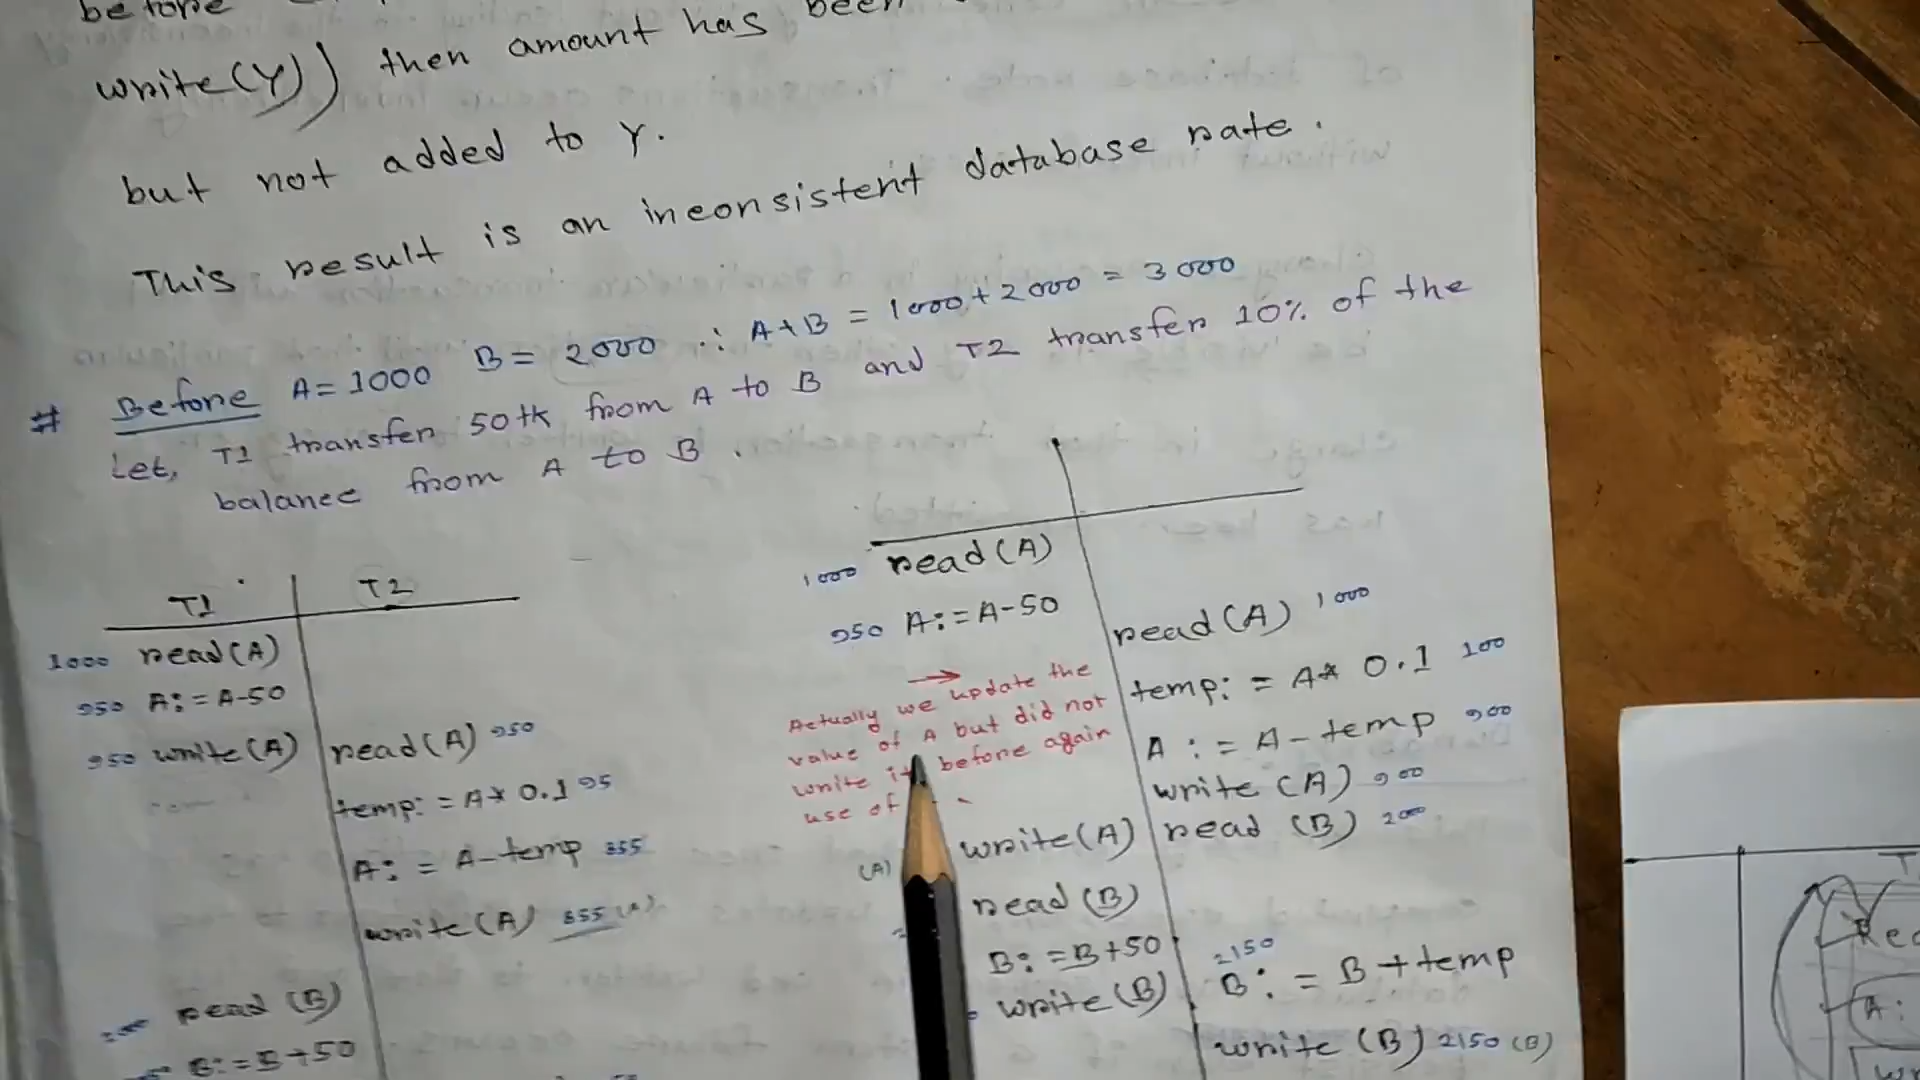 before
write(Y)) then amount has been
but not added to Y.
This result is an inconsistent database rate.
# Before A=1000 B= 2000 ∴ A+B = 1000+2000 = 3000
Let, T1 transfer 50tk from A to B and T2 transfer 10% of the
balance from A to B.
T1 T2
1000 read(A)
950 A:= A-50
950 write(A) read(A) 950
temp: = A* 0.1 95
A: = A-temp 855
write(A) 855 (A)
read (B)
B:=B+50
1000 read(A)
950 A:= A-50
read(A) 1000
temp: = A* 0.1 100
A := A-temp 900
write (A) 900
read (B) 2000
→
Actually we update the
value of A but did not
write it before again
use of
(A) write(A)
read (B)
B: =B+50
write(B)
2150
B: = B+temp
write (B) 2150 (B)
A: